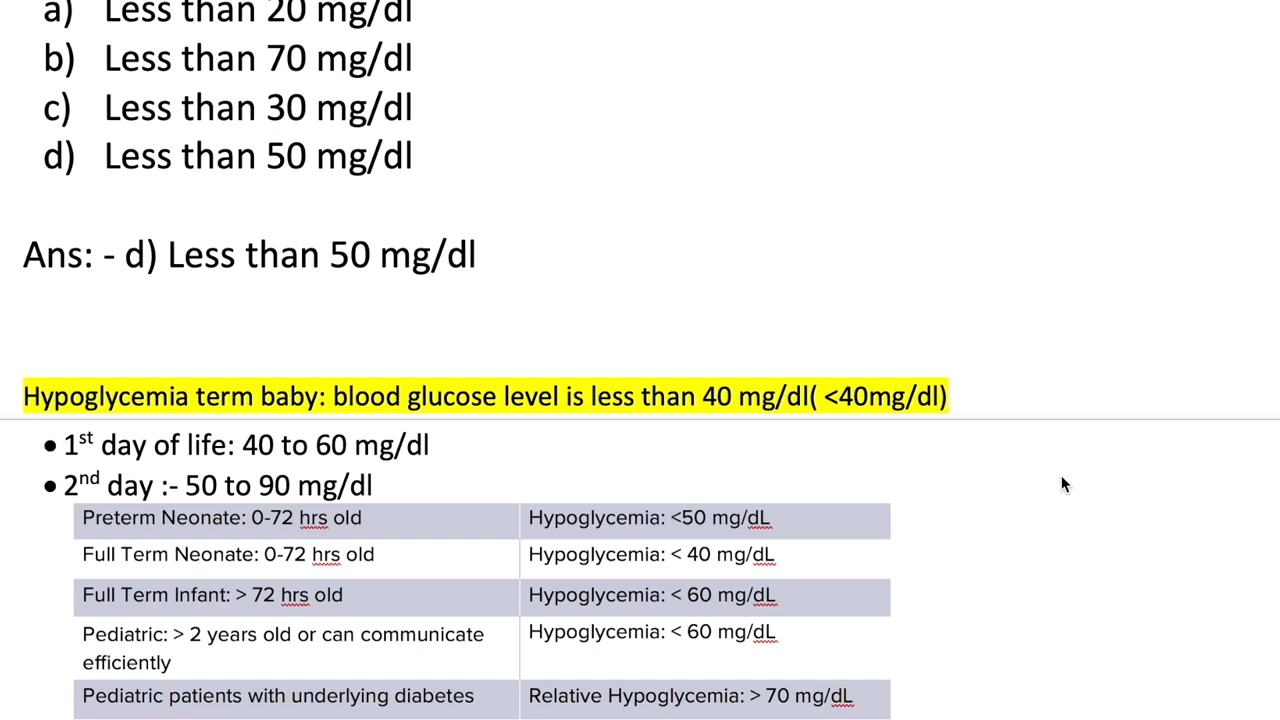 a) Less than 20 mg/dl
b) Less than 70 mg/dl
c) Less than 30 mg/dl
d) Less than 50 mg/dl
Ans: - d) Less than 50 mg/dl
Hypoglycemia term baby: blood glucose level is less than 40 mg/dl( <40mg/dl)
• 1st day of life: 40 to 60 mg/dl
• 2nd day :- 50 to 90 mg/dl
Preterm Neonate: 0-72 hrs old Hypoglycemia: <50 mg/dL
Full Term Neonate: 0-72 hrs old Hypoglycemia: < 40 mg/dL
Full Term Infant: > 72 hrs old Hypoglycemia: < 60 mg/dL
Pediatric: > 2 years old or can communicate Hypoglycemia: < 60 mg/dL
efficiently
Pediatric patients with underlying diabetes Relative Hypoglycemia: > 70 mg/dL